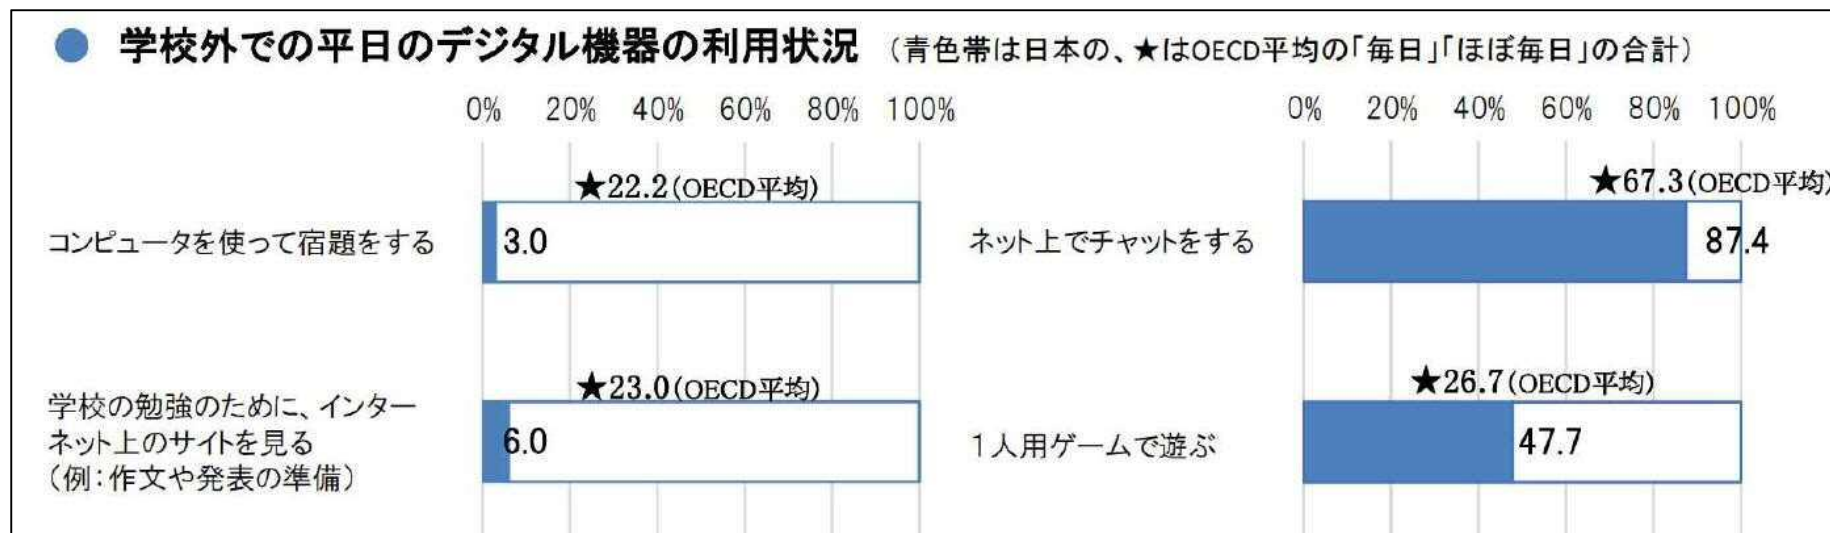 ● 学校外での平日のデジタル機器の利用状況 (青色帯は日本の、★はOECD平均の「毎日」「ほぼ毎日」の合計)
0% 20% 40% 60% 80% 100%
★22.2(OECD平均)
コンピュータを使って宿題をする 3.0
★23.0(OECD平均)
学校の勉強のために、インター
ネット上のサイトを見る
(例:作文や発表の準備)
6.0
0% 20% 40% 60% 80% 100%
★67.3(OECD平均)
ネット上でチャットをする 87.4
★26.7(OECD平均)
1人用ゲームで遊ぶ 47.7